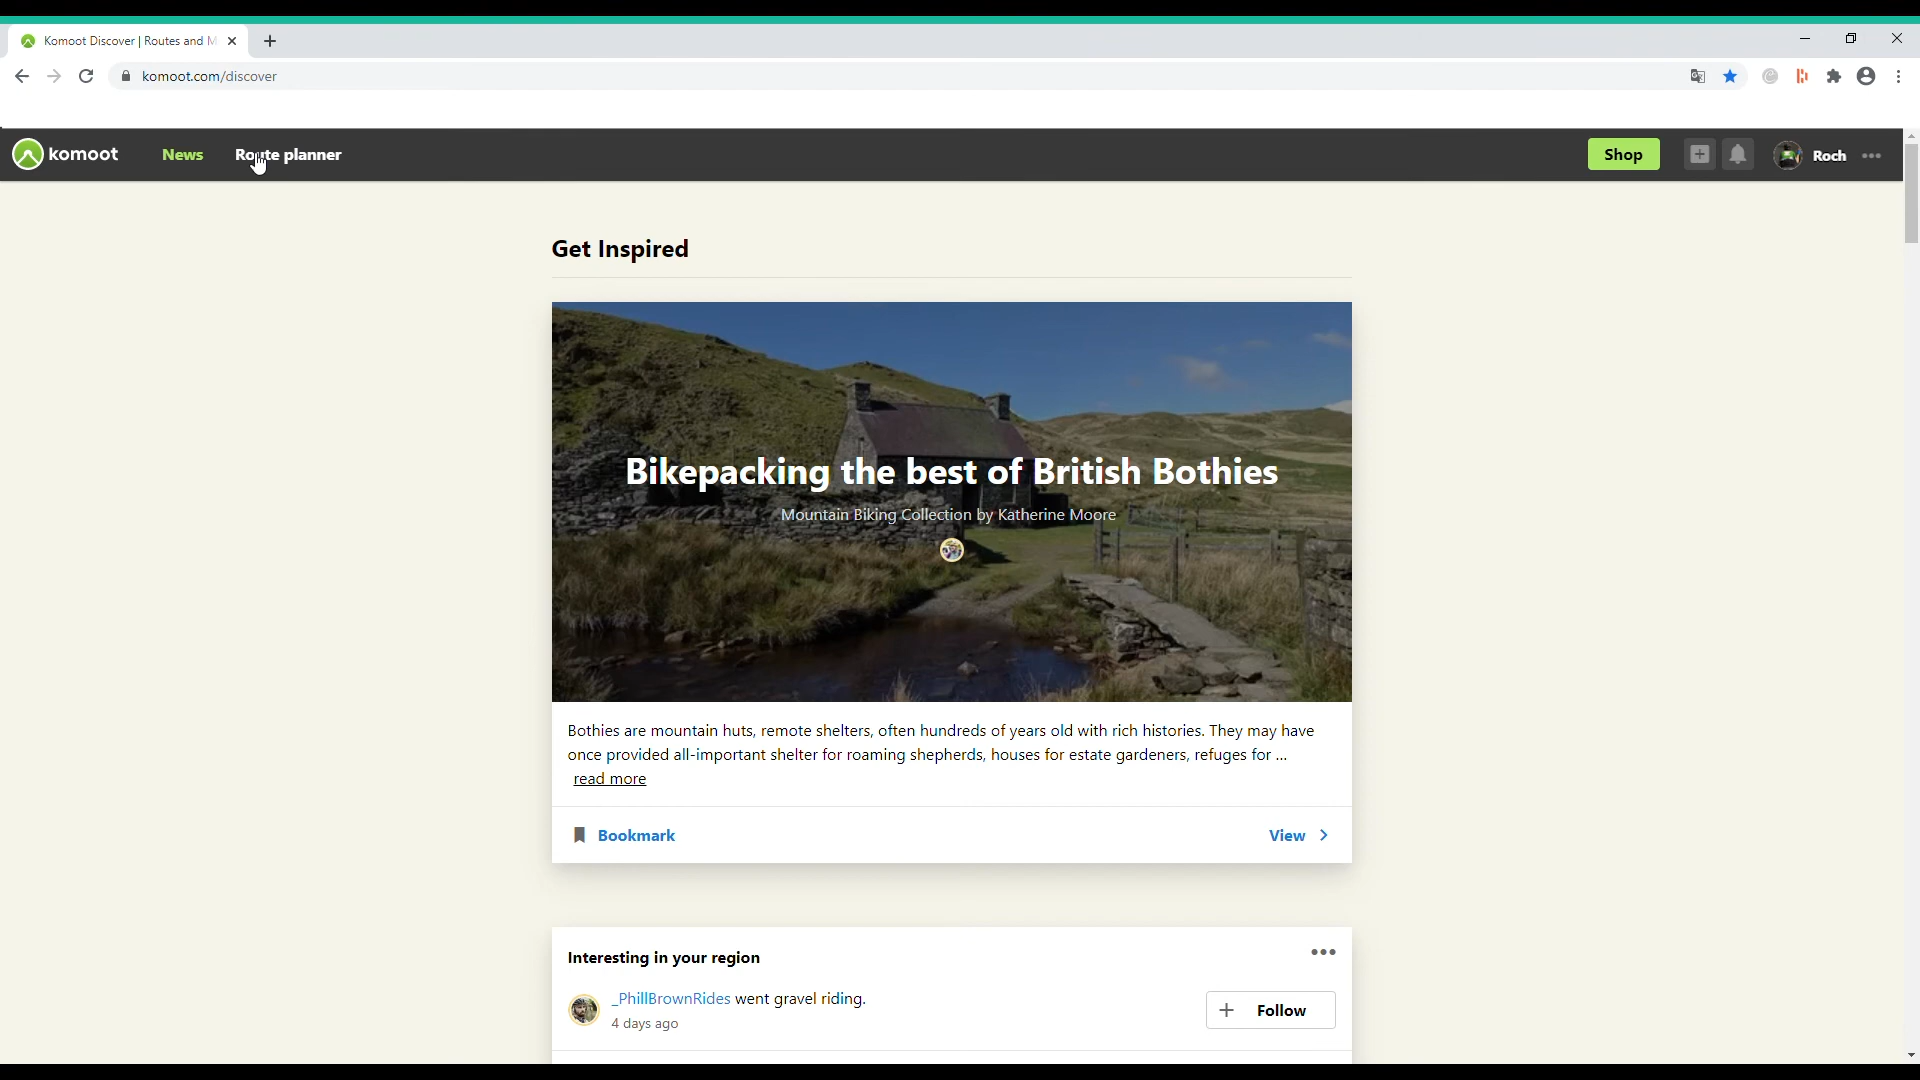 Komoot Discover | Routes and M
komoot.com/discover
komoot
News
Route planner
Shop
Roch
Get Inspired
Bikepacking the best of British Bothies
Mountain Biking Collection by Katherine Moore
Bothies are mountain huts, remote shelters, often hundreds of years old with rich histories. They may have
once provided all-important shelter for roaming shepherds, houses for estate gardeners, refuges for ...
read more
Bookmark
View
Interesting in your region
_PhillBrownRides went gravel riding.
4 days ago
Follow